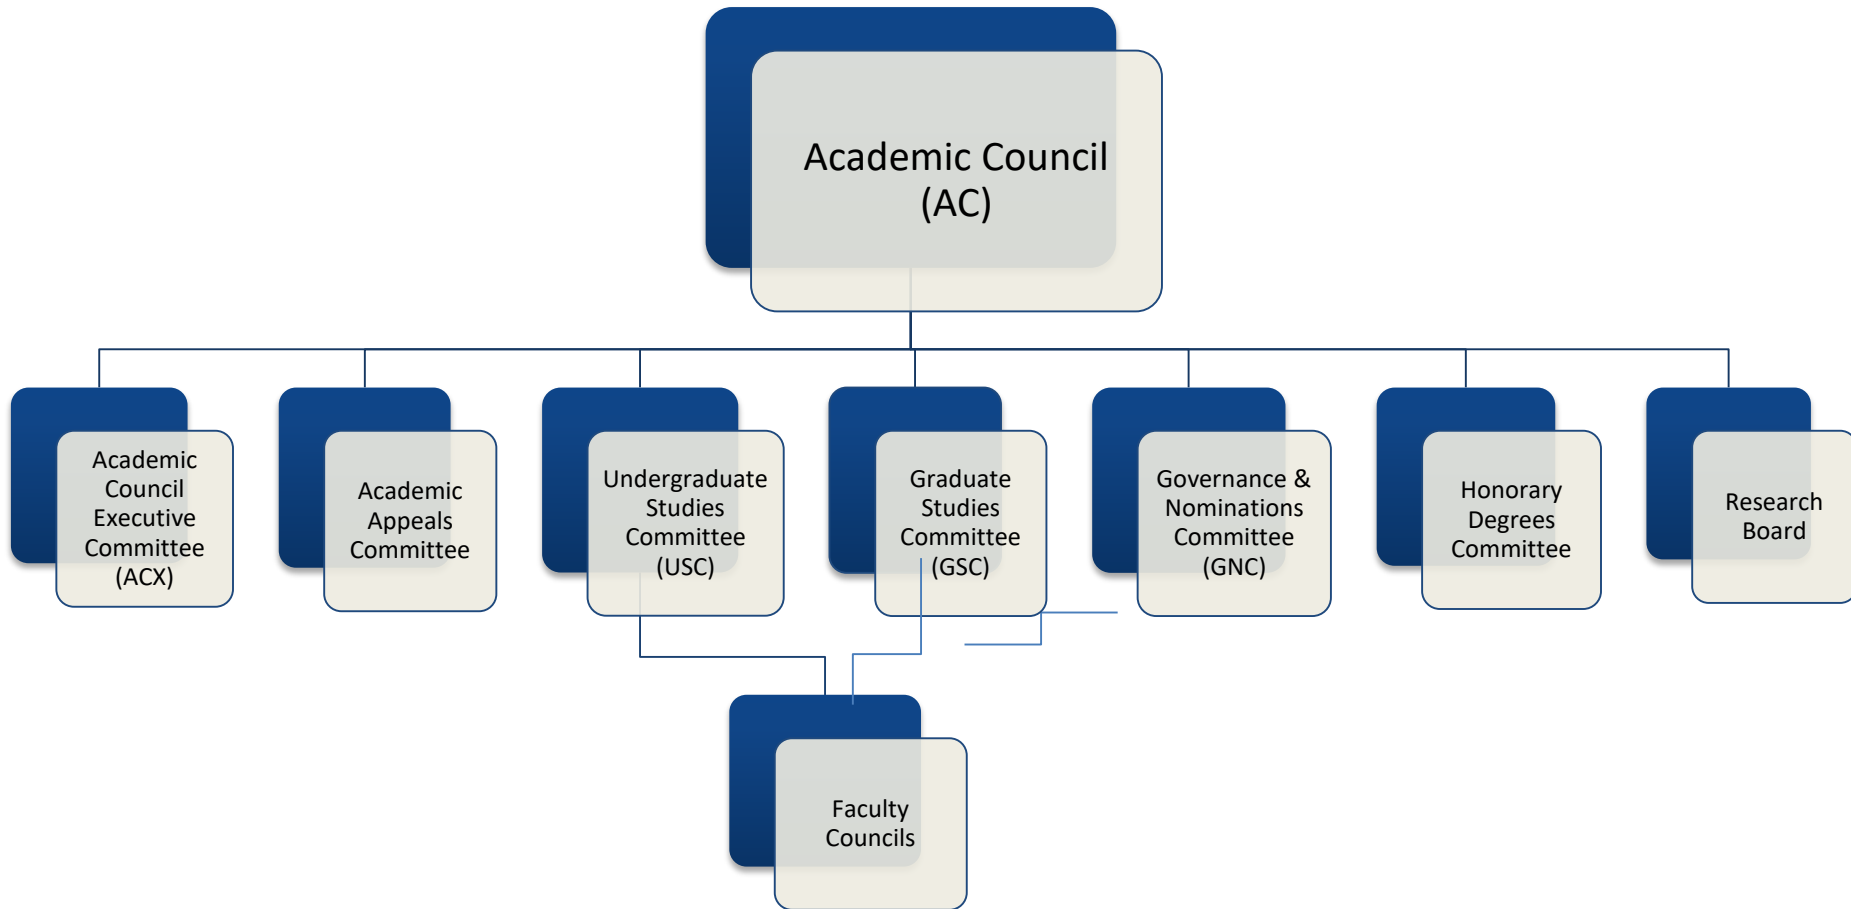 Academic Council
(AC)
Academic
Council
Executive
Committee
(ACX)
Academic
Appeals
Committee
Undergraduate
Studies
Committee
(USC)
Graduate
Studies
Committee
(GSC)
Governance &
Nominations
Committee
(GNC)
Honorary
Degrees
Committee
Research
Board
Faculty
Councils